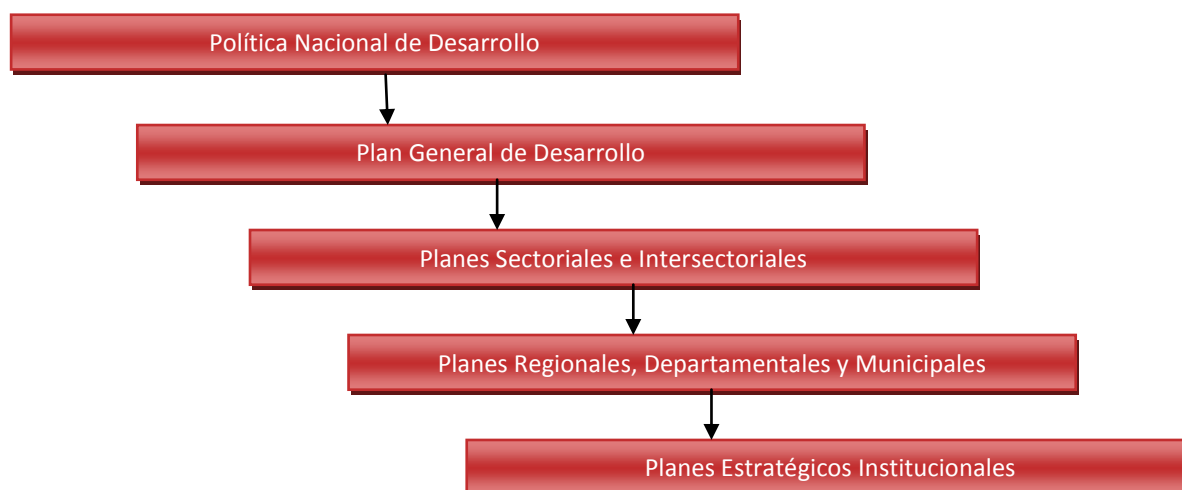 Política Nacional de Desarrollo
Plan General de Desarrollo
Planes Sectoriales e Intersectoriales
Planes Regionales, Departamentales y Municipales
Planes Estratégicos Institucionales